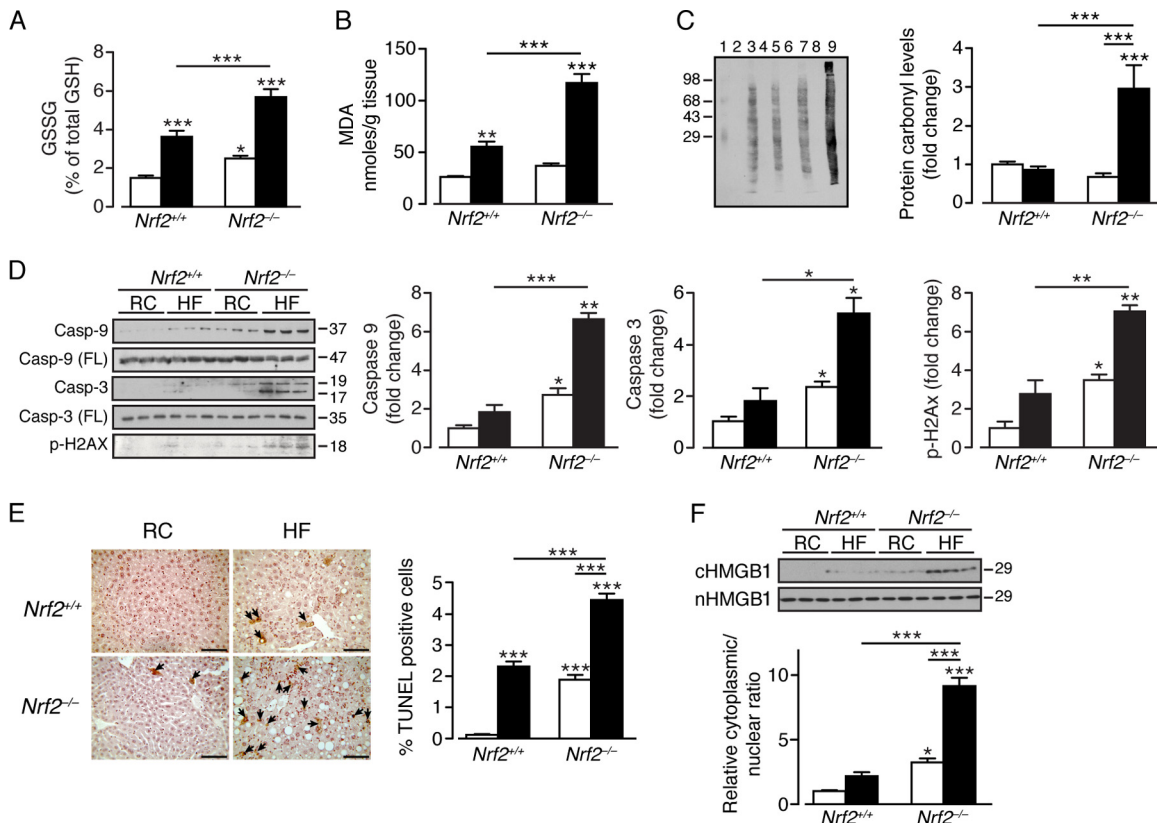 A
GSSG
(% of total GSH)
8
6
4
2
0
***
***
*
***
Nrf2+/+
Nrf2–/–
B
MDA
nmoles/g tissue
150
100
50
0
***
**
***
Nrf2+/+
Nrf2–/–
C
1 2 3 4 5 6 7 8 9
98
68
43
29
Protein carbonyl levels
(fold change)
4
3
2
1
0
***
***
***
Nrf2+/+
Nrf2–/–
D
Nrf2+/+ Nrf2–/–
RC HF RC HF
Casp-9 37
Casp-9 (FL) 47
Casp-3 19
17
Casp-3 (FL) 35
p-H2AX 18
Caspase 9
(fold change)
8
6
4
2
0
***
*
**
Nrf2+/+
Nrf2–/–
Caspase 3
(fold change)
6
4
2
0
*
*
*
Nrf2+/+
Nrf2–/–
p-H2Ax (fold change)
8
6
4
2
0
**
*
**
Nrf2+/+
Nrf2–/–
E
RC HF
Nrf2+/+
Nrf2–/–
% TUNEL positive cells
5
4
3
2
1
0
***
***
***
***
***
Nrf2+/+
Nrf2–/–
F
Nrf2+/+ Nrf2–/–
RC HF RC HF
cHMGB1 29
nHMGB1 29
Relative cytoplasmic/
nuclear ratio
10
5
0
***
***
***
*
Nrf2+/+
Nrf2–/–